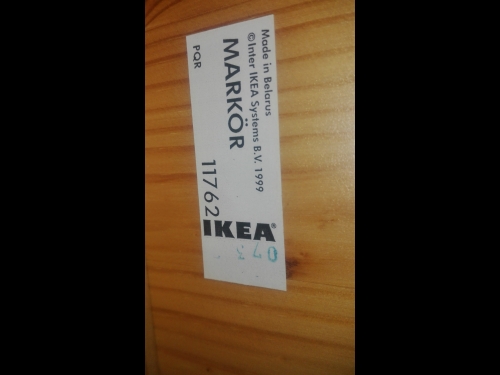 Made in Belarus
©Inter IKEA Systems B.V. 1999
MARKÖR
PQR
11762
IKEA®